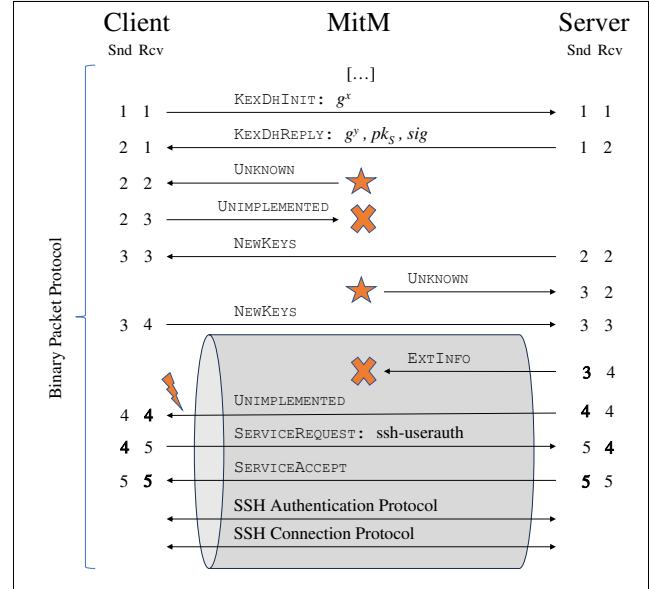 Client MitM Server
Snd Rcv Snd Rcv
[…]
KEXDHINIT: g^x
1 1 1 1
KEXDHREPLY: g^y, pk_S, sig
2 1 1 2
UNKNOWN
2 2
UNIMPLEMENTED
2 3
NEWKEYS
3 3 2 2
UNKNOWN
3 2
NEWKEYS
3 4 3 3
EXTINFO
3 4
UNIMPLEMENTED
4 4 4 4
SERVICEREQUEST: ssh-userauth
4 5 5 4
SERVICEACCEPT
5 5 5 5
SSH Authentication Protocol
SSH Connection Protocol
Binary Packet Protocol